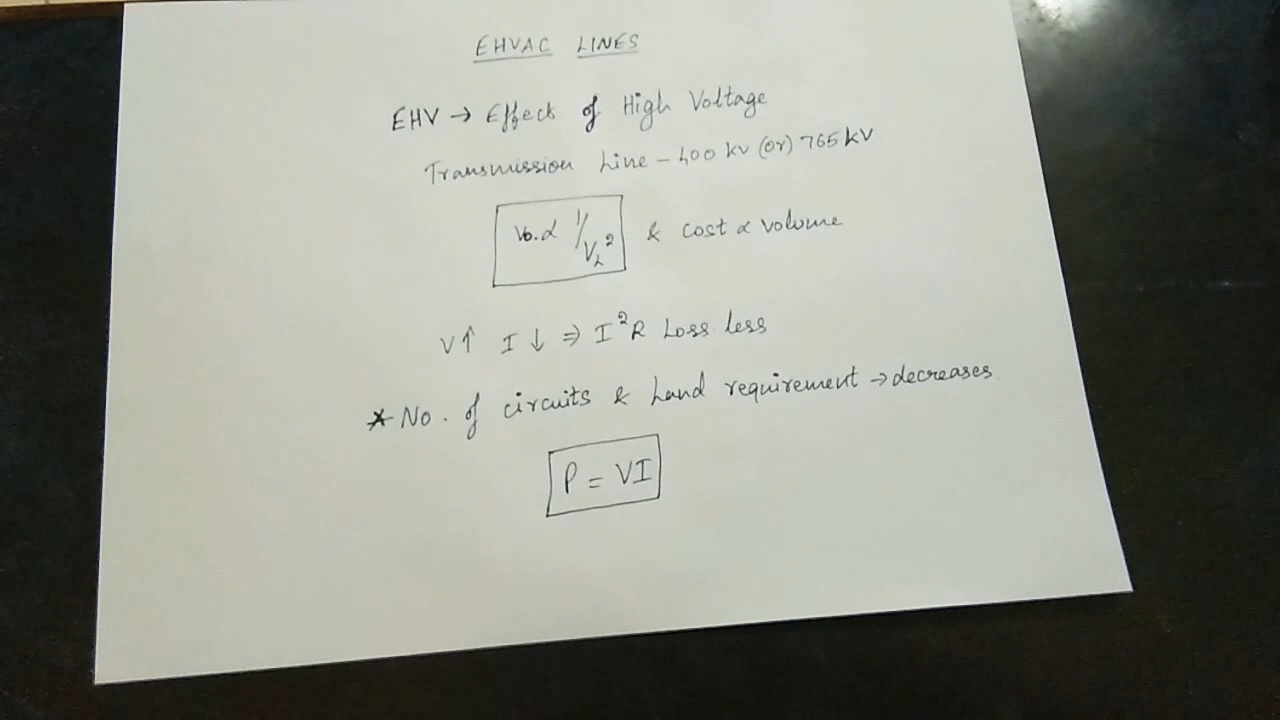 EHVAC LINES
EHV → Effect of High Voltage
Transmission Line - 400 kv (or) 765 kV
Vo. ∝ 1/V_L² & cost ∝ volume
V↑ I↓ ⇒ I²R Loss less
* No. of circuits & Land requirement → decreases
P = VI